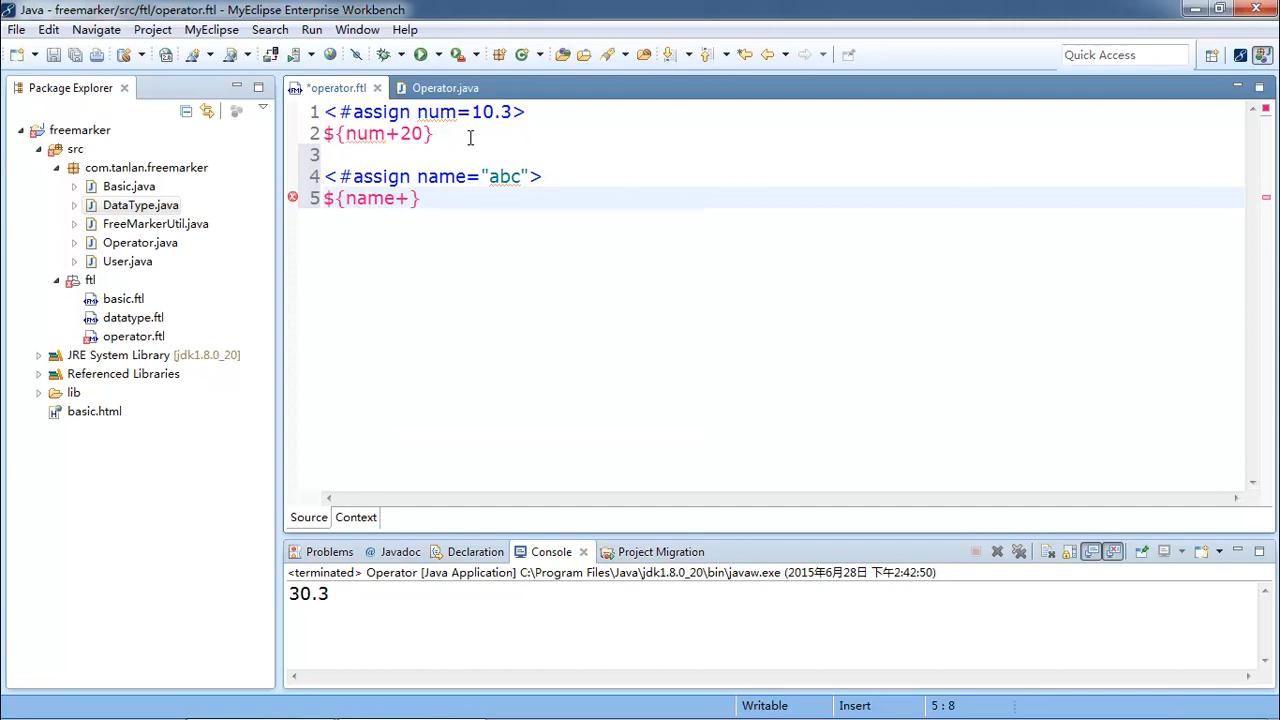 Java - freemarker/src/ftl/operator.ftl - MyEclipse Enterprise Workbench
File Edit Navigate Project MyEclipse Search Run Window Help
Quick Access
Package Explorer
*operator.ftl Operator.java
freemarker
src
com.tanlan.freemarker
Basic.java
DataType.java
FreeMarkerUtil.java
Operator.java
User.java
ftl
basic.ftl
datatype.ftl
operator.ftl
JRE System Library [jdk1.8.0_20]
Referenced Libraries
lib
basic.html
1 <#assign num=10.3>
2 ${num+20}
3
4 <#assign name="abc">
5 ${name+}
Source Context
Problems @ Javadoc Declaration Console Project Migration
<terminated> Operator [Java Application] C:\Program Files\Java\jdk1.8.0_20\bin\javaw.exe (2015年6月28日 下午2:42:50)
30.3
Writable Insert 5 : 8